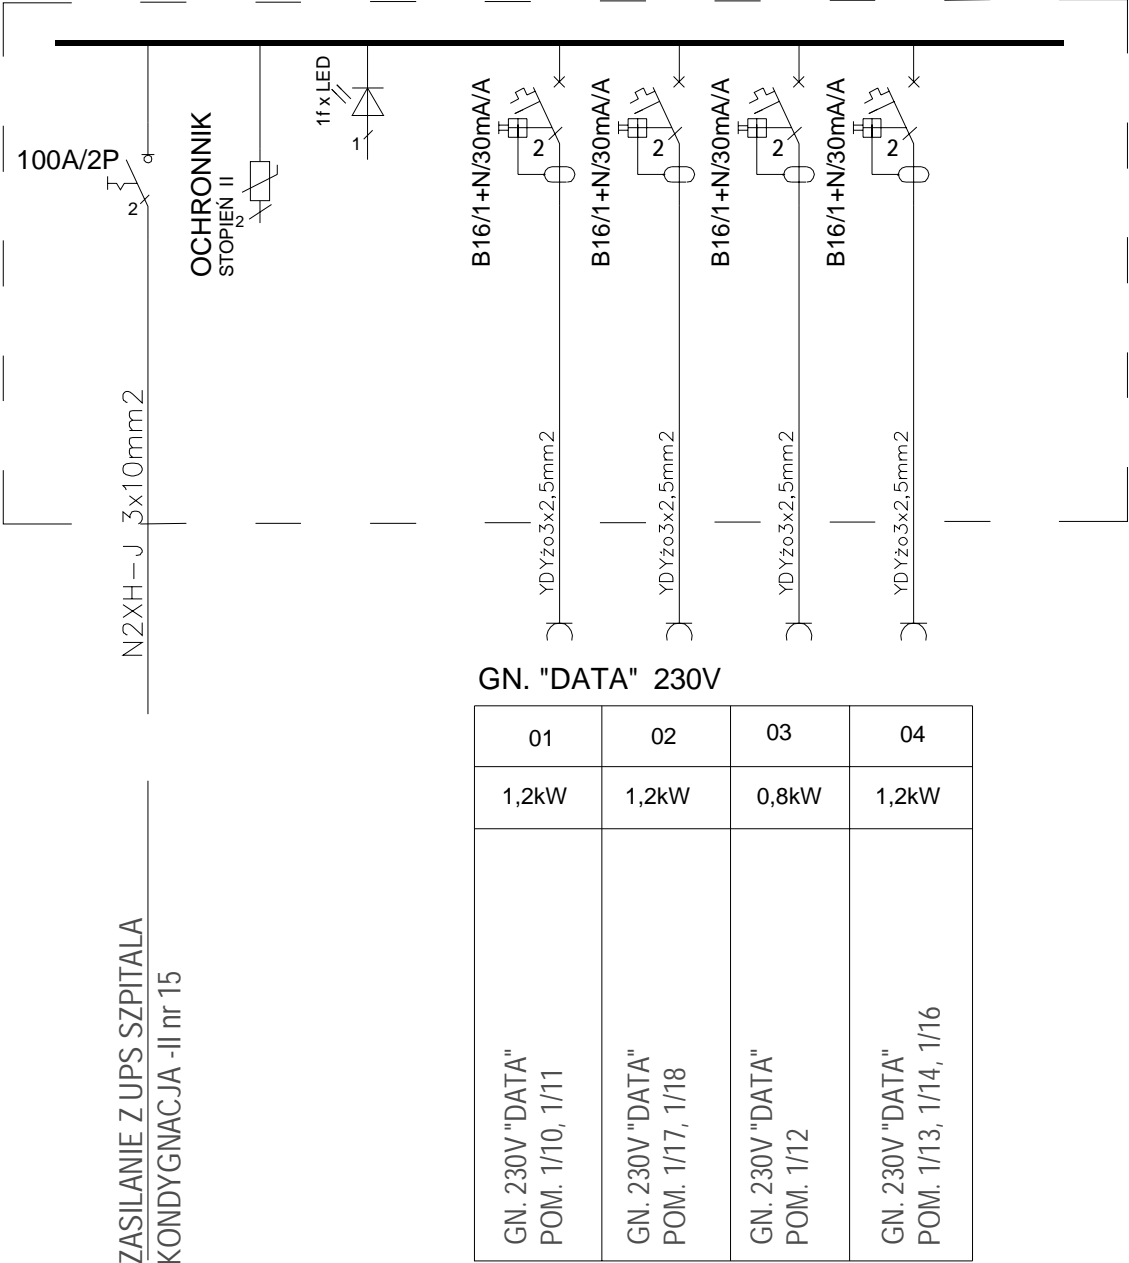 100A/2P
2
OCHRONNIK
STOPIEŃ II
2
1f x LED
1
B16/1+N/30mA/A
2
B16/1+N/30mA/A
2
B16/1+N/30mA/A
2
B16/1+N/30mA/A
2
N2XH-J 3x10mm2
YDYżo3x2,5mm2
YDYżo3x2,5mm2
YDYżo3x2,5mm2
YDYżo3x2,5mm2
GN. "DATA" 230V
01 02 03 04
1,2kW 1,2kW 0,8kW 1,2kW
ZASILANIE Z UPS SZPITALA
KONDYGNACJA -II nr 15
GN. 230V "DATA"
POM. 1/10, 1/11
GN. 230V "DATA"
POM. 1/17, 1/18
GN. 230V "DATA"
POM. 1/12
GN. 230V "DATA"
POM. 1/13, 1/14, 1/16